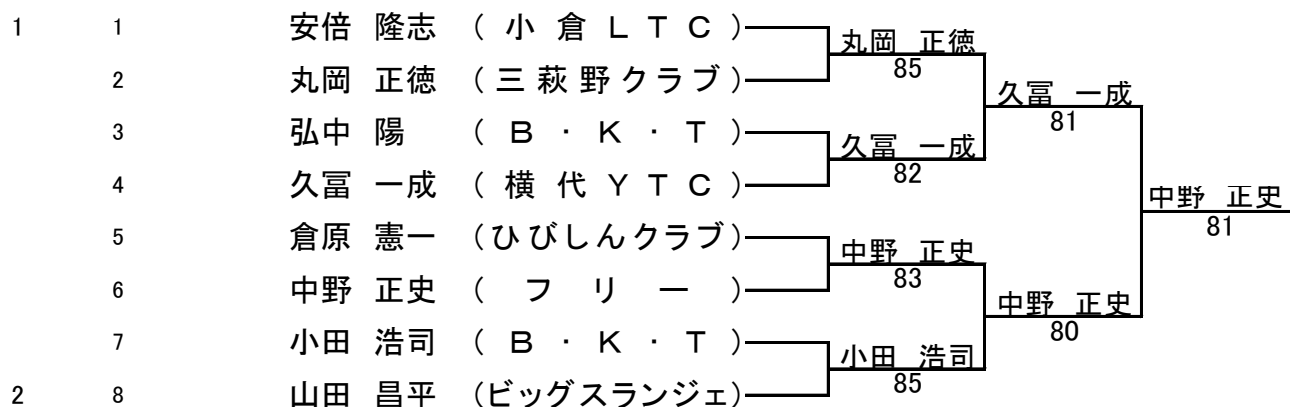 1 1 安倍 隆志 (小倉LTC)
丸岡 正徳
85
2 丸岡 正徳 (三萩野クラブ)
久冨 一成
81
3 弘中 陽 (B・K・T)
久冨 一成
82
4 久冨 一成 (横代YTC)
中野 正史
81
5 倉原 憲一 (ひびしんクラブ)
中野 正史
83
6 中野 正史 (フリー)
中野 正史
80
7 小田 浩司 (B・K・T)
小田 浩司
85
2 8 山田 昌平 (ビッグスランジェ)